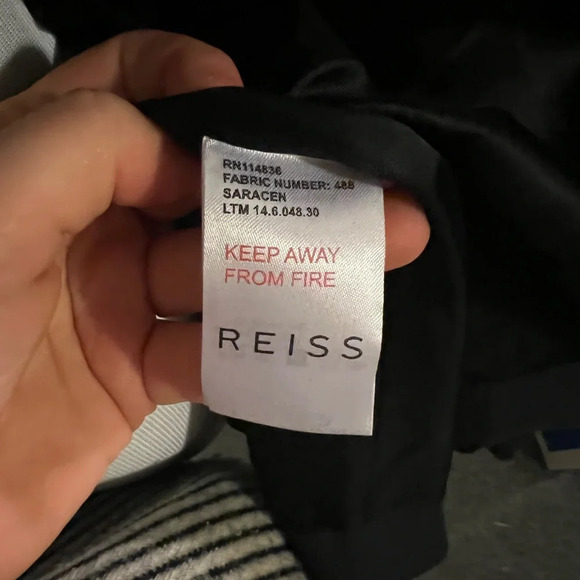 RN114836
FABRIC NUMBER: 488
SARACEN
LTM 14.6.048.30
KEEP AWAY
FROM FIRE
REISS